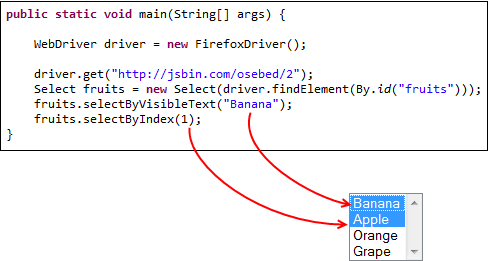 public static void main(String[] args) {
WebDriver driver = new FirefoxDriver();
driver.get("http://jsbin.com/osebed/2");
Select fruits = new Select(driver.findElement(By.id("fruits")));
fruits.selectByVisibleText("Banana");
fruits.selectByIndex(1);
}
Banana
Apple
Orange
Grape